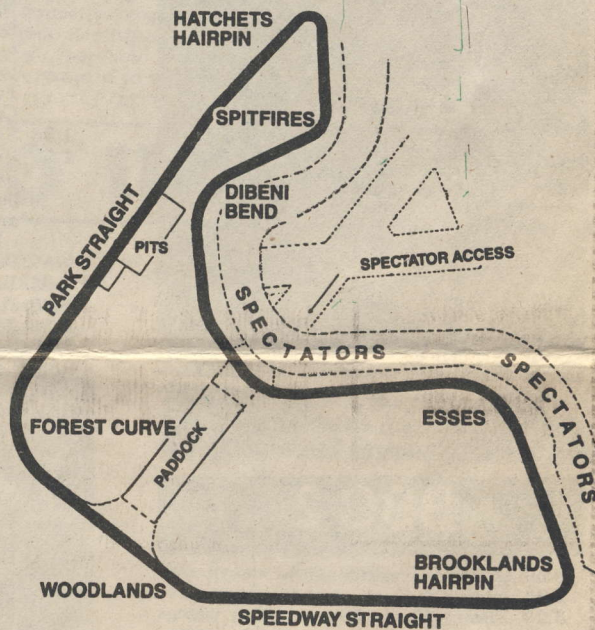 HATCHETS
HAIRPIN
SPITFIRES
DIBENI
BEND
PARK STRAIGHT
PITS
SPECTATOR ACCESS
SPECTATORS
SPECTATORS
ESSES
FOREST CURVE
PADDOCK
BROOKLANDS
HAIRPIN
WOODLANDS
SPEEDWAY STRAIGHT